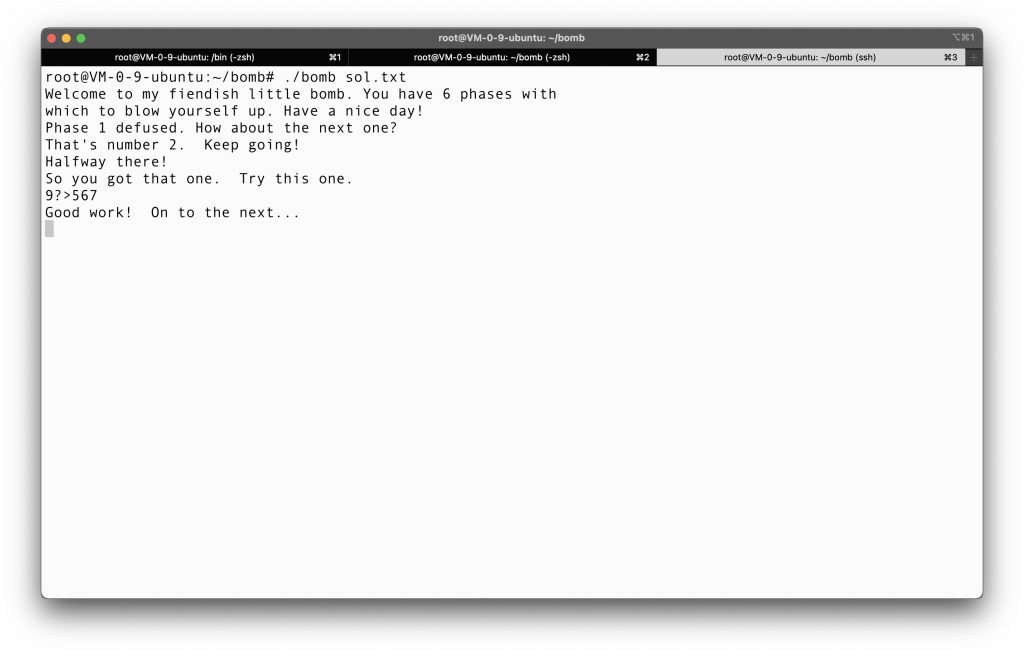 root@VM-0-9-ubuntu: ~/bomb
⌥⌘1
root@VM-0-9-ubuntu: /bin (-zsh) ⌘1 root@VM-0-9-ubuntu: ~/bomb (-zsh) ⌘2 root@VM-0-9-ubuntu: ~/bomb (ssh) ⌘3 +
root@VM-0-9-ubuntu:~/bomb# ./bomb sol.txt
Welcome to my fiendish little bomb. You have 6 phases with
which to blow yourself up. Have a nice day!
Phase 1 defused. How about the next one?
That's number 2.  Keep going!
Halfway there!
So you got that one.  Try this one.
9?>567
Good work!  On to the next...